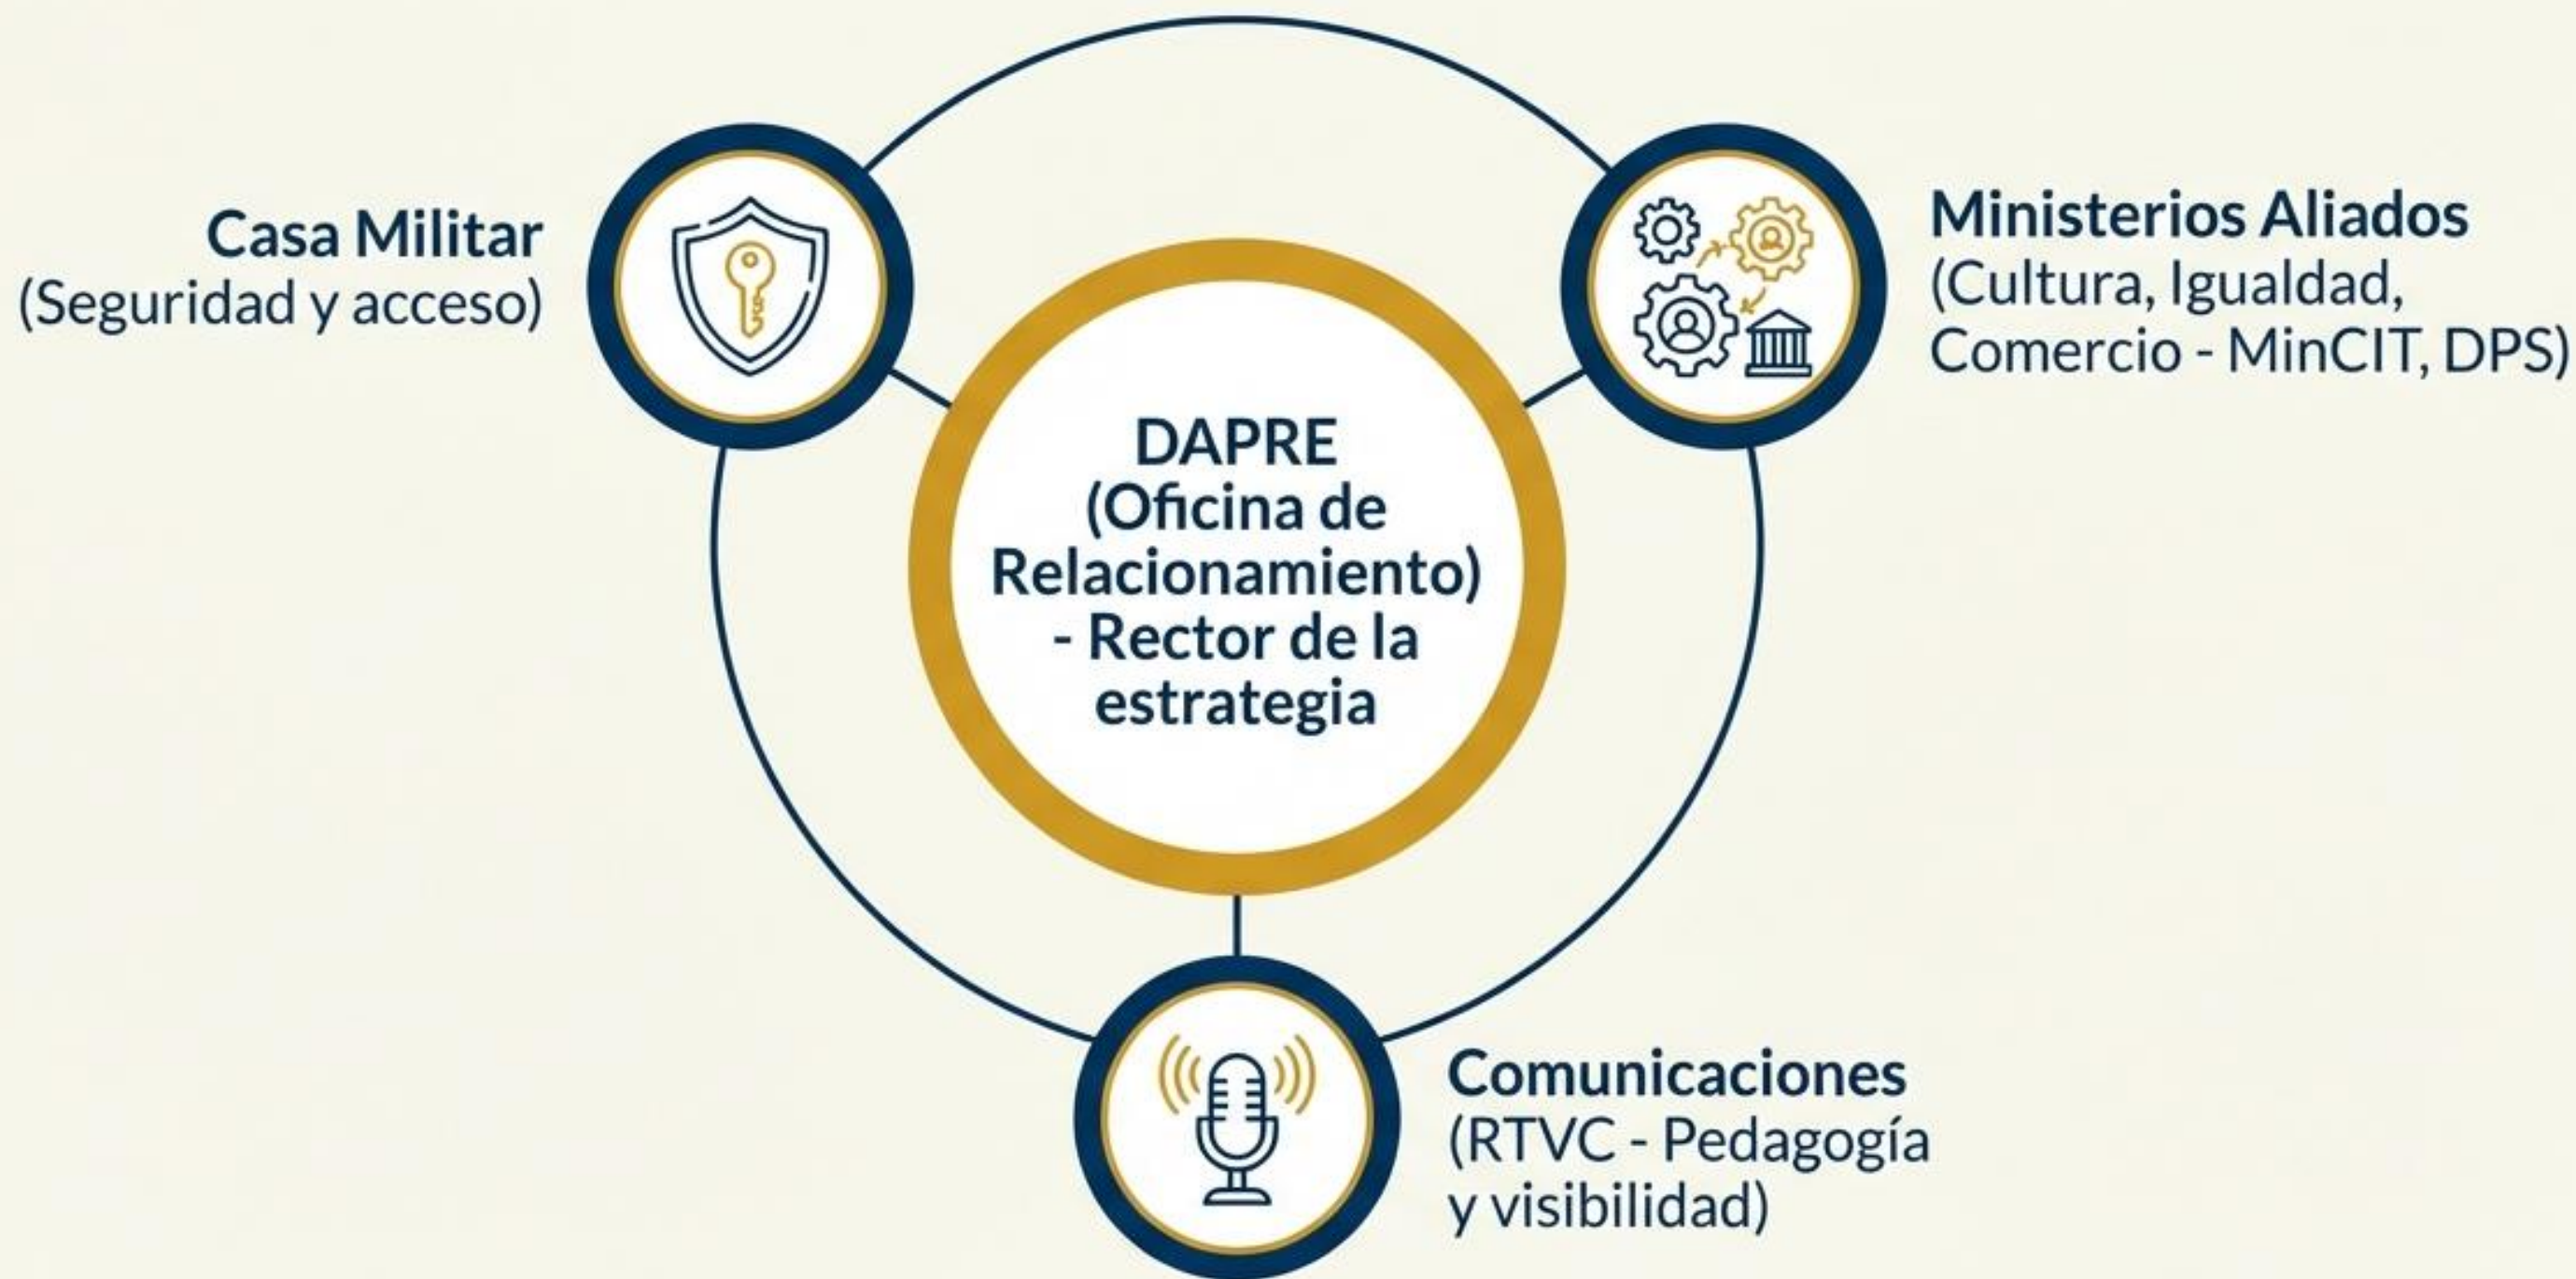 Casa Militar
(Seguridad y acceso)
Ministerios Aliados
(Cultura, Igualdad,
Comercio - MinCIT, DPS)
DAPRE
(Oficina de
Relacionamiento)
- Rector de la
estrategia
Comunicaciones
(RTVC - Pedagogía
y visibilidad)